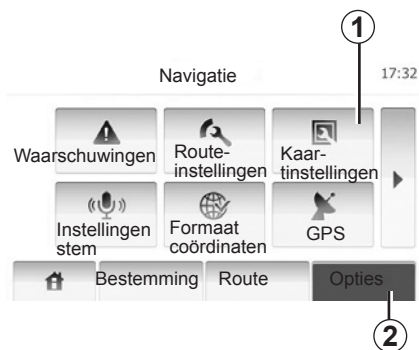 1
Navigatie 17:32
Waarschuwingen
Route-
instellingen
Kaar-
tinstellingen
Instellingen
stem
Formaat
coördinaten
GPS
Bestemming Route Opties
2